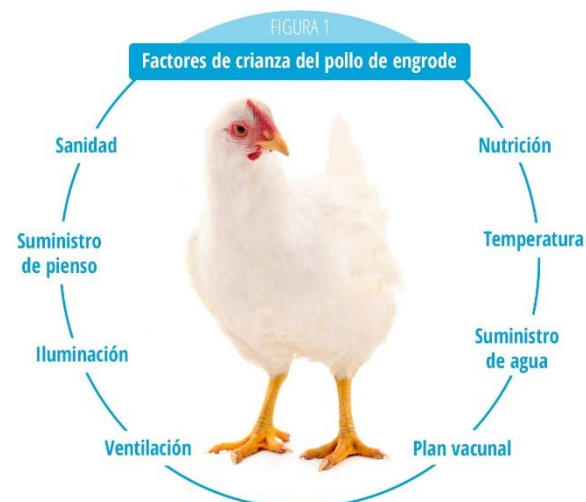 FIGURA 1
Factores de crianza del pollo de engrode
Sanidad
Nutrición
Suministro
de pienso
Temperatura
Iluminación
Suministro
de agua
Ventilación
Plan vacunal